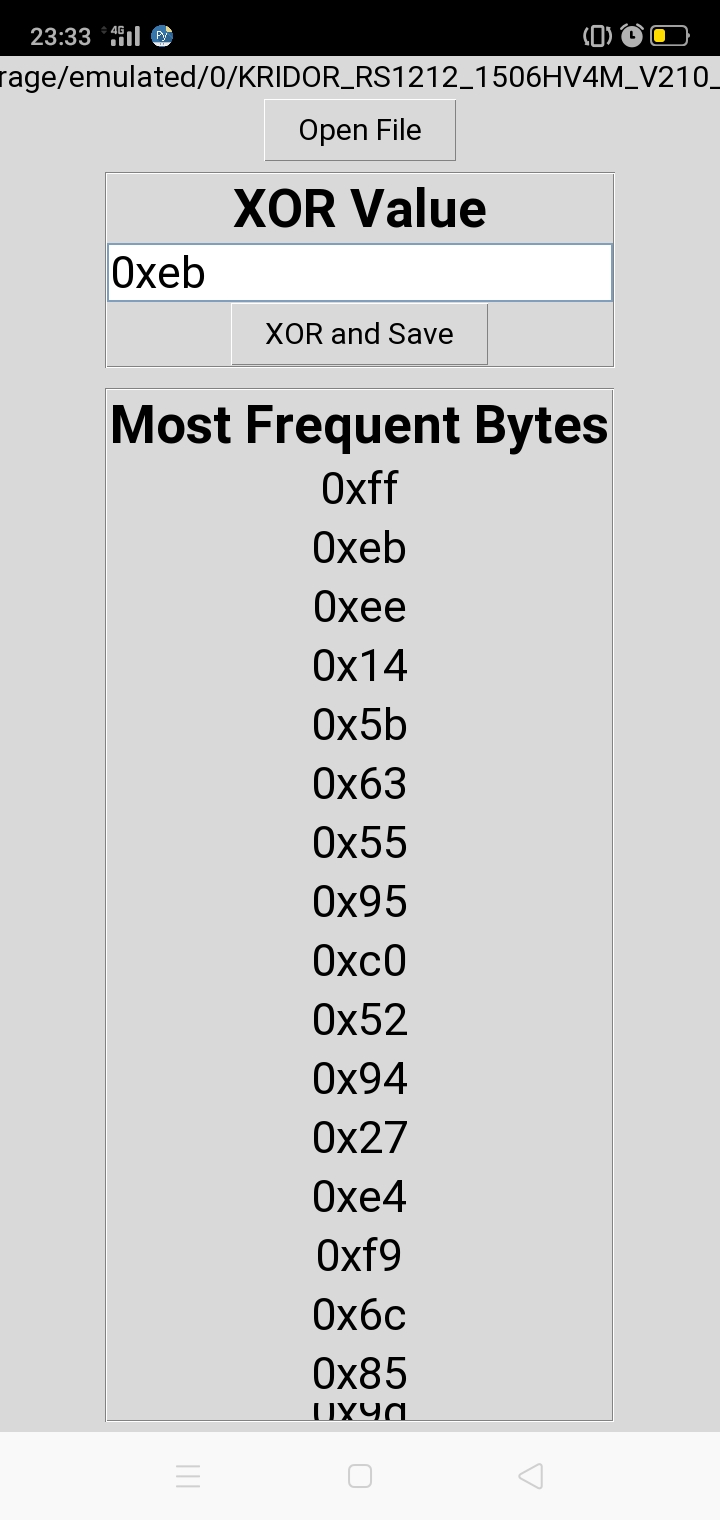 23:33 4G
rage/emulated/0/KRIDOR_RS1212_1506HV4M_V210_
Open File
XOR Value
0xeb
XOR and Save
Most Frequent Bytes
0xff
0xeb
0xee
0x14
0x5b
0x63
0x55
0x95
0xc0
0x52
0x94
0x27
0xe4
0xf9
0x6c
0x85